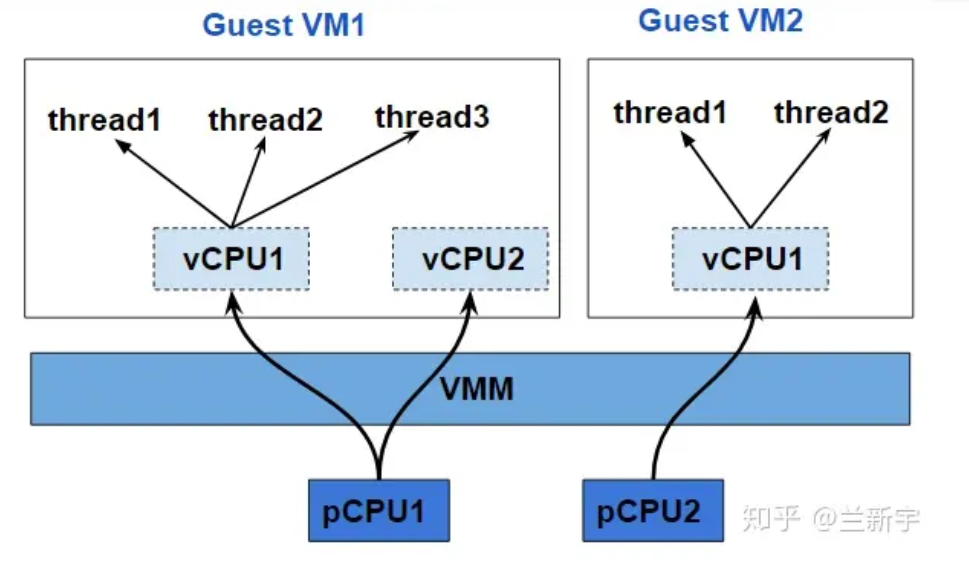 Guest VM1
Guest VM2
thread1 thread2 thread3
thread1 thread2
vCPU1 vCPU2
vCPU1
VMM
pCPU1
pCPU2
知乎 @兰新宇